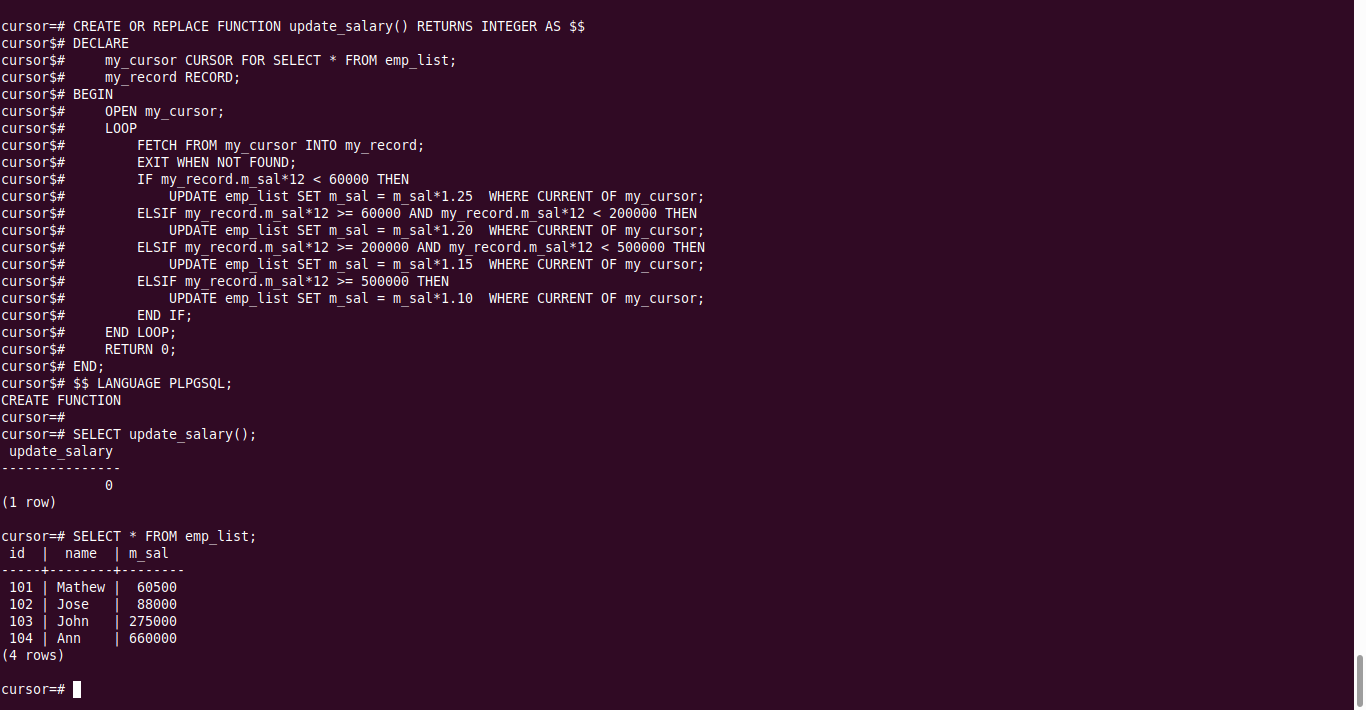 cursor=# CREATE OR REPLACE FUNCTION update_salary() RETURNS INTEGER AS $$
cursor$# DECLARE
cursor$#     my_cursor CURSOR FOR SELECT * FROM emp_list;
cursor$#     my_record RECORD;
cursor$# BEGIN
cursor$#     OPEN my_cursor;
cursor$#     LOOP
cursor$#         FETCH FROM my_cursor INTO my_record;
cursor$#         EXIT WHEN NOT FOUND;
cursor$#         IF my_record.m_sal*12 < 60000 THEN
cursor$#             UPDATE emp_list SET m_sal = m_sal*1.25  WHERE CURRENT OF my_cursor;
cursor$#         ELSIF my_record.m_sal*12 >= 60000 AND my_record.m_sal*12 < 200000 THEN
cursor$#             UPDATE emp_list SET m_sal = m_sal*1.20  WHERE CURRENT OF my_cursor;
cursor$#         ELSIF my_record.m_sal*12 >= 200000 AND my_record.m_sal*12 < 500000 THEN
cursor$#             UPDATE emp_list SET m_sal = m_sal*1.15  WHERE CURRENT OF my_cursor;
cursor$#         ELSIF my_record.m_sal*12 >= 500000 THEN
cursor$#             UPDATE emp_list SET m_sal = m_sal*1.10  WHERE CURRENT OF my_cursor;
cursor$#         END IF;
cursor$#     END LOOP;
cursor$#     RETURN 0;
cursor$# END;
cursor$# $$ LANGUAGE PLPGSQL;
CREATE FUNCTION
cursor=#
cursor=# SELECT update_salary();
 update_salary
---------------
             0
(1 row)

cursor=# SELECT * FROM emp_list;
 id  |  name  | m_sal
-----+--------+--------
 101 | Mathew |  60500
 102 | Jose   |  88000
 103 | John   | 275000
 104 | Ann    | 660000
(4 rows)

cursor=#